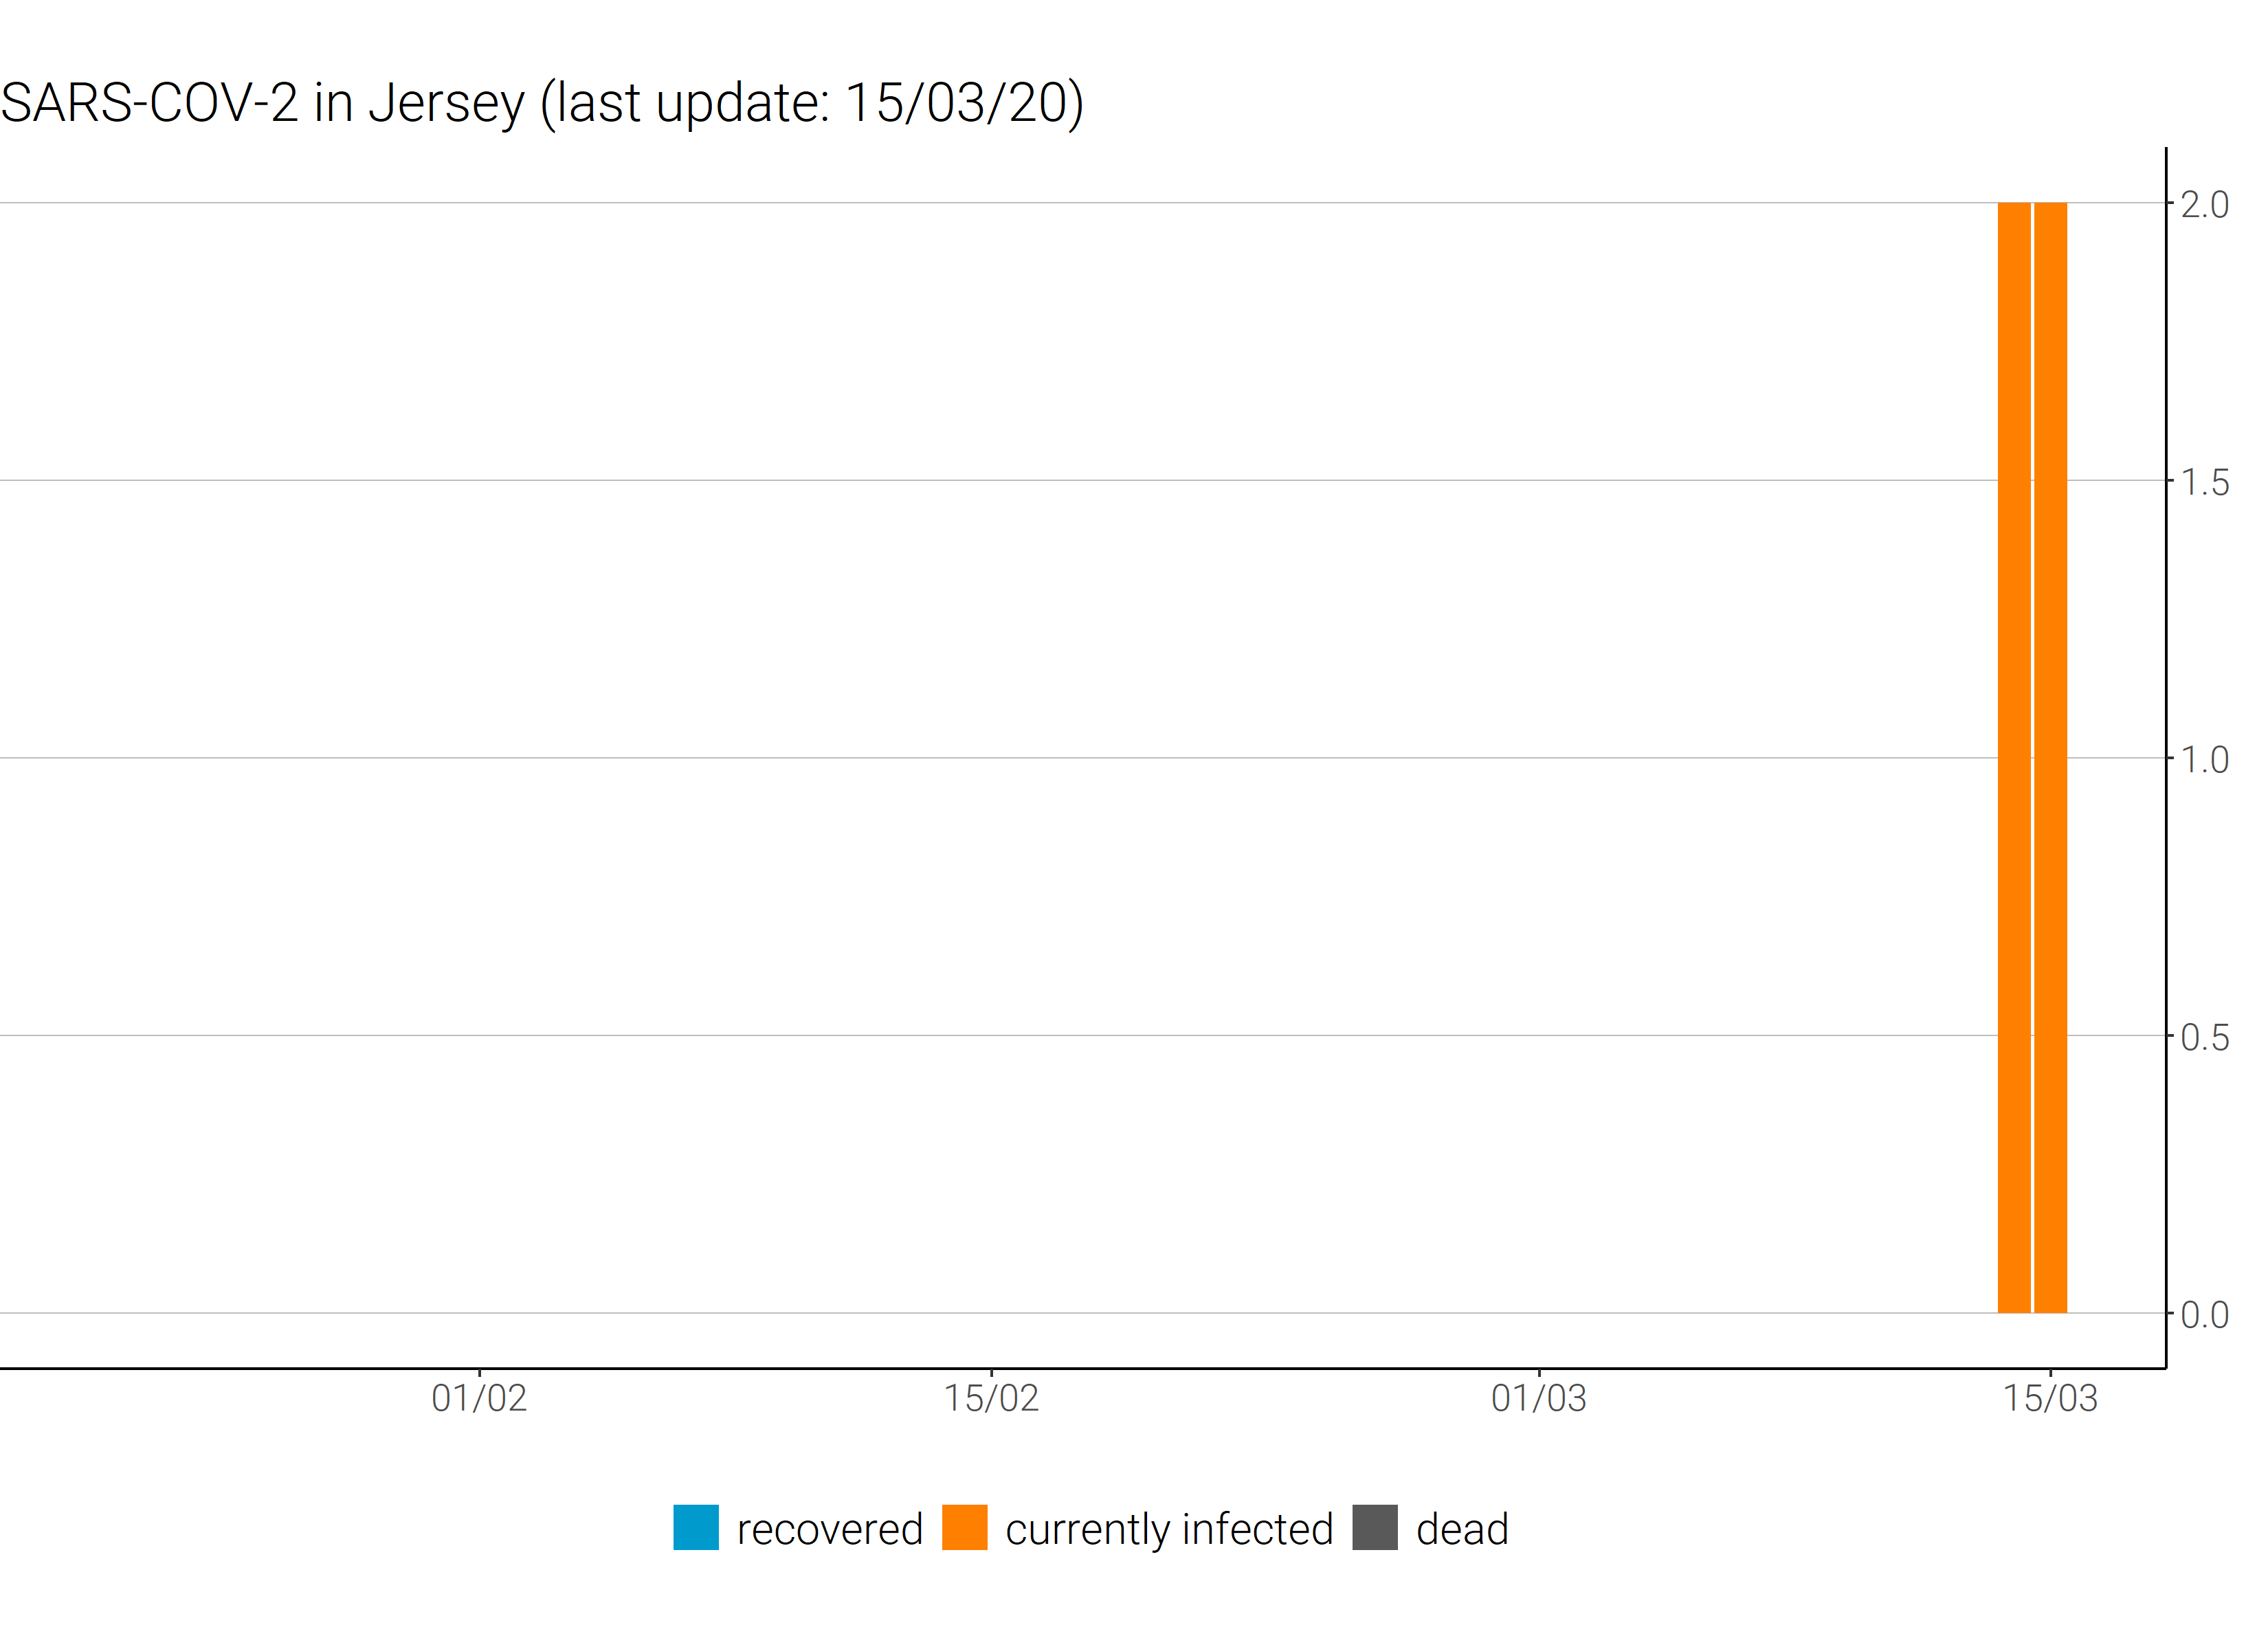 SARS-COV-2 in Jersey (last update: 15/03/20)
2.0
1.5
1.0
0.5
0.0
01/02 15/02 01/03 15/03
recovered currently infected dead